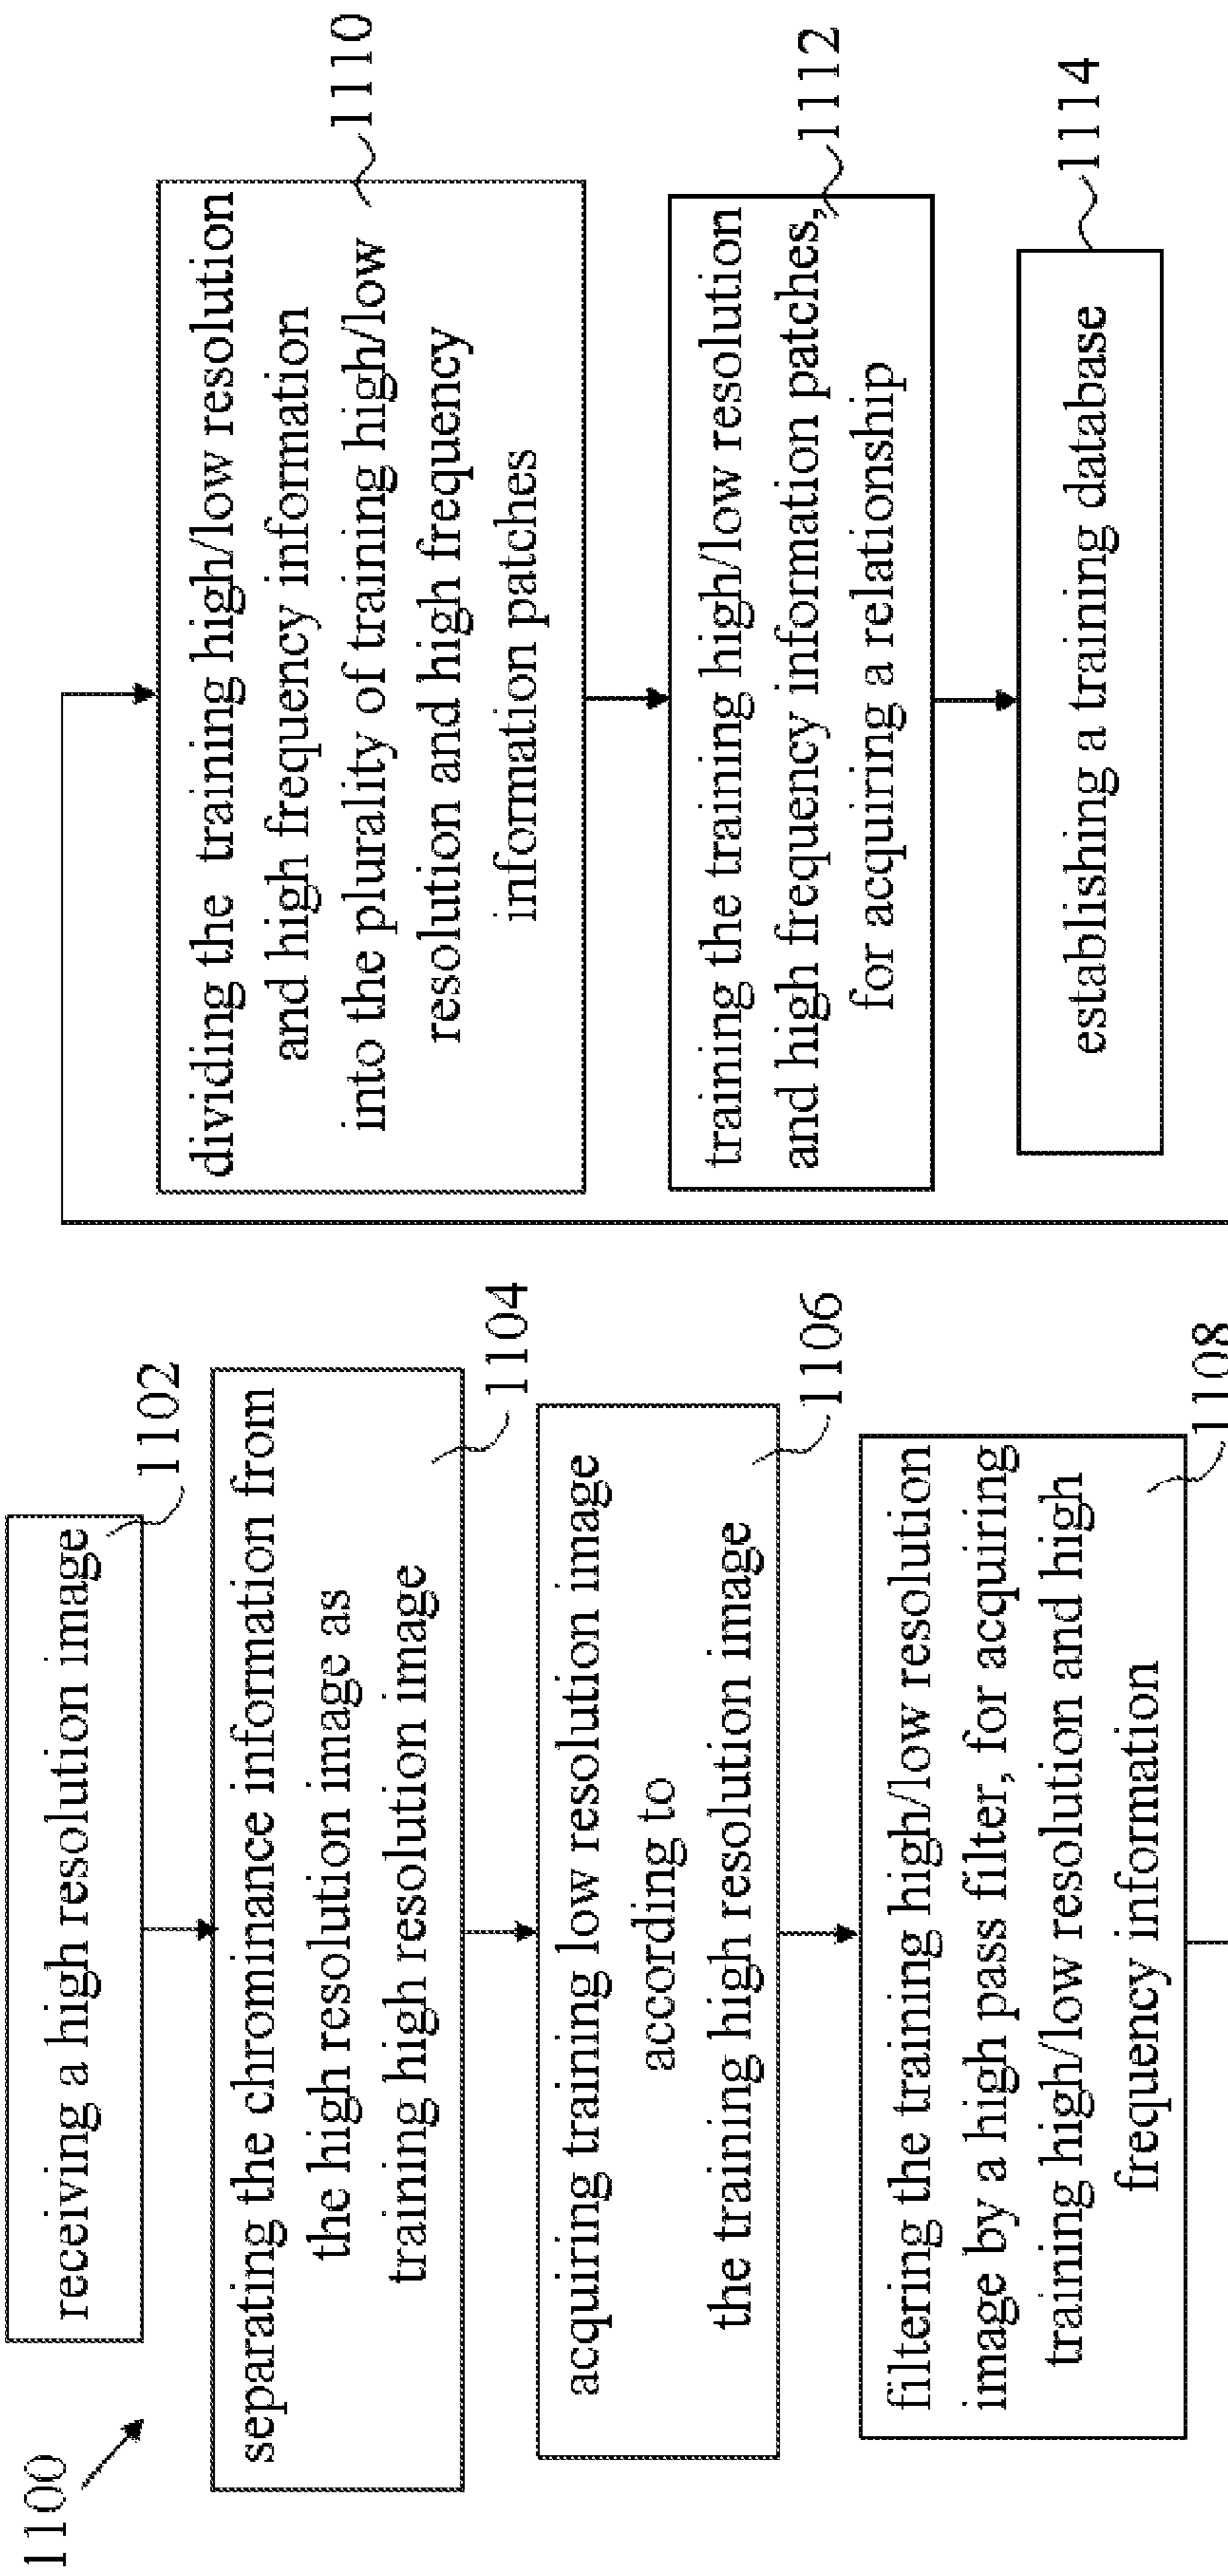 1100
receiving a high resolution image
1102
separating the chrominance information from
the high resolution image as
training high resolution image
1104
acquiring training low resolution image
according to
the training high resolution image
1106
filtering the training high/low resolution
image by a high pass filter, for acquiring
training high/low resolution and high
frequency information
1108
dividing the training high/low resolution
and high frequency information
into the plurality of training high/low
resolution and high frequency
information patches
1110
training the training high/low resolution
and high frequency information patches,
for acquiring a relationship
1112
establishing a training database
1114